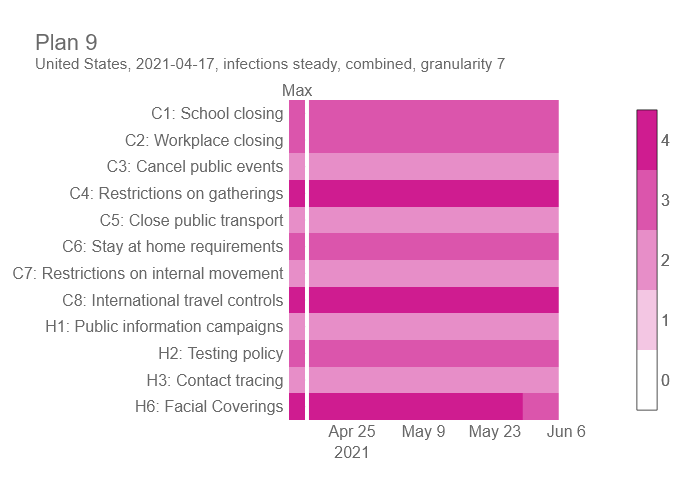 Plan 9
United States, 2021-04-17, infections steady, combined, granularity 7
Max
C1: School closing
C2: Workplace closing
C3: Cancel public events
C4: Restrictions on gatherings
C5: Close public transport
C6: Stay at home requirements
C7: Restrictions on internal movement
C8: International travel controls
H1: Public information campaigns
H2: Testing policy
H3: Contact tracing
H6: Facial Coverings
Apr 25 May 9 May 23 Jun 6
2021
4
3
2
1
0